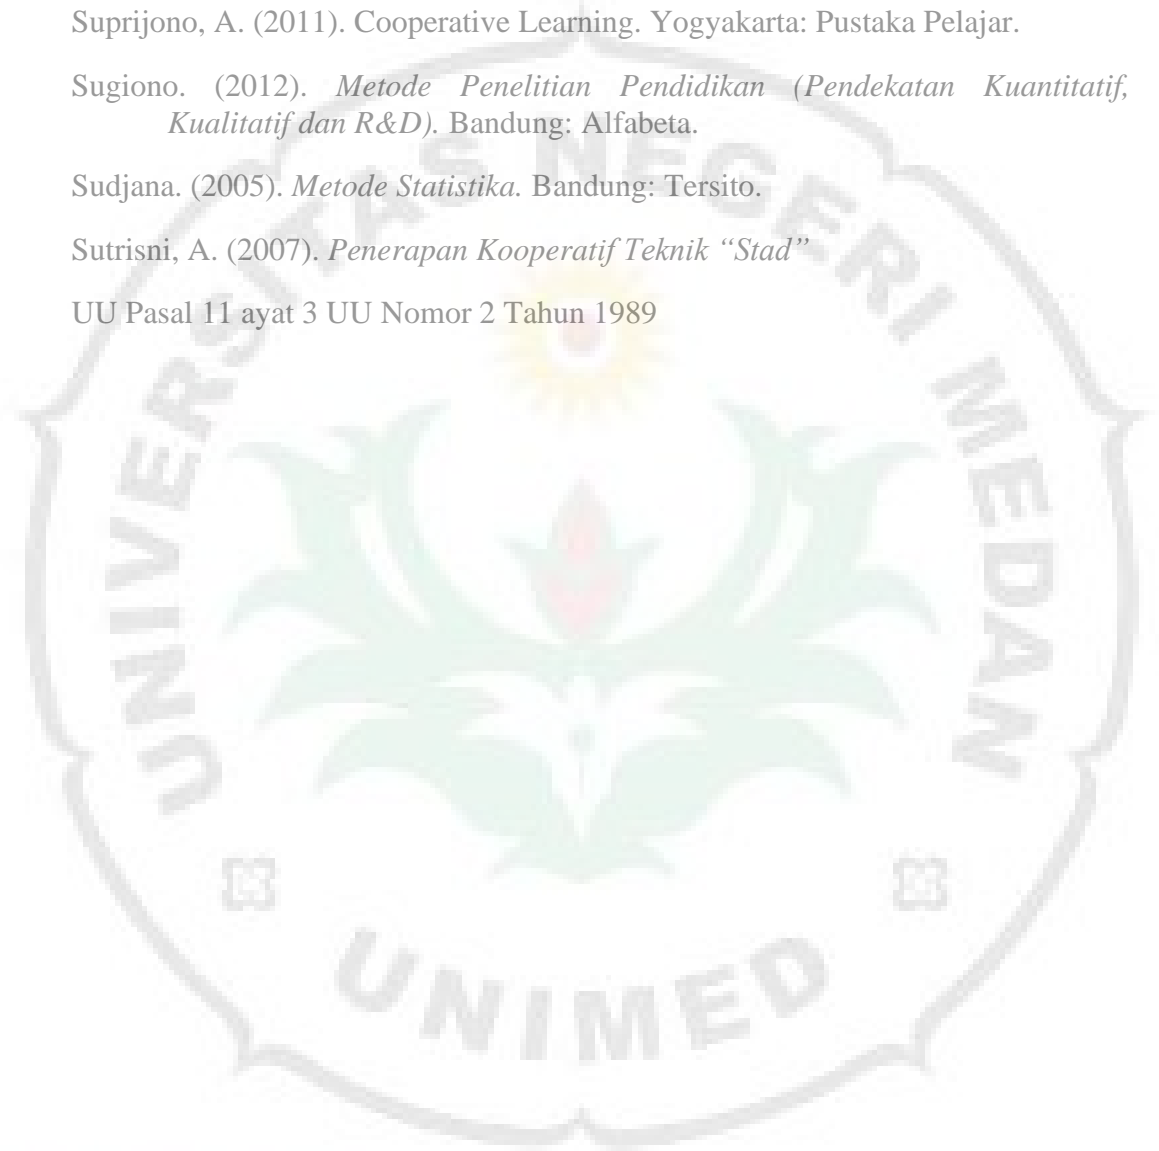 Suprijono, A. (2011). Cooperative Learning. Yogyakarta: Pustaka Pelajar.
Sugiono. (2012). Metode Penelitian Pendidikan (Pendekatan Kuantitatif,
Kualitatif dan R&D). Bandung: Alfabeta.
Sudjana. (2005). Metode Statistika. Bandung: Tersito.
Sutrisni, A. (2007). Penerapan Kooperatif Teknik “Stad”
UU Pasal 11 ayat 3 UU Nomor 2 Tahun 1989
UNIVERSITAS NEGERI MEDAN
UNIMED